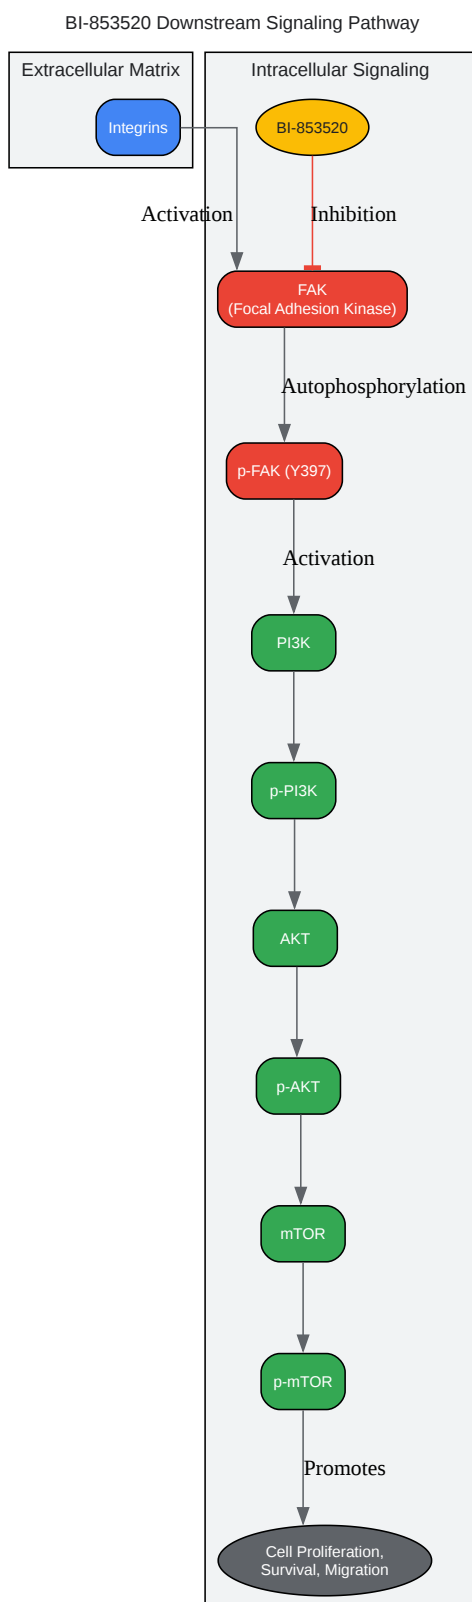 BI-853520 Downstream Signaling Pathway
Extracellular Matrix
Intracellular Signaling
Integrins
BI-853520
Activation
Inhibition
FAK
(Focal Adhesion Kinase)
Autophosphorylation
p-FAK (Y397)
Activation
PI3K
p-PI3K
AKT
p-AKT
mTOR
p-mTOR
Promotes
Cell Proliferation,
Survival, Migration